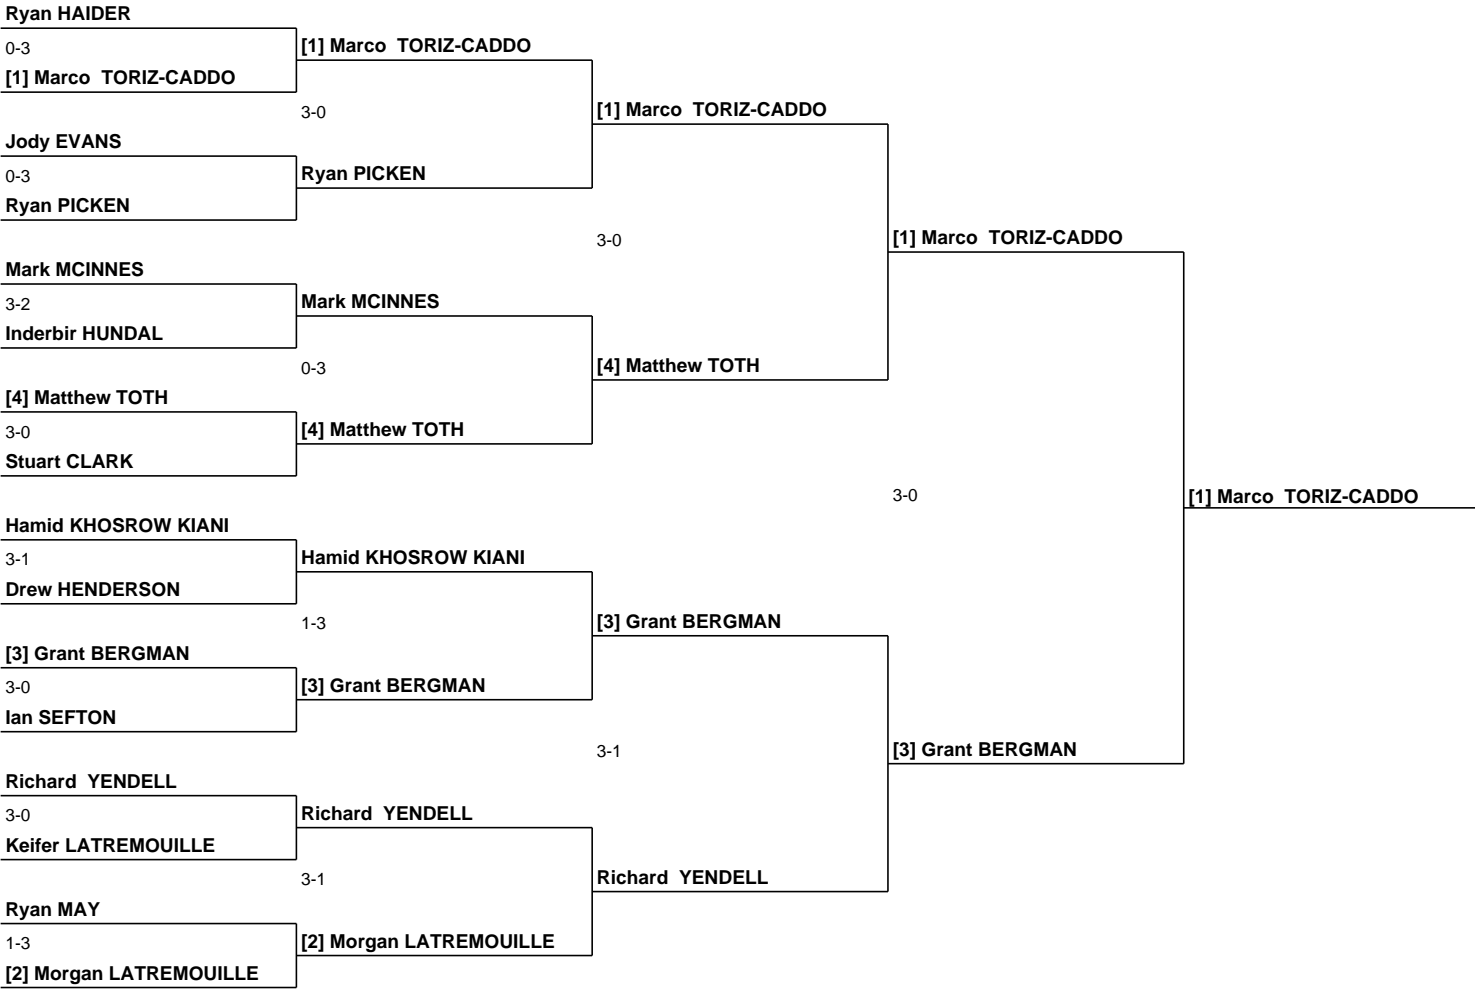 Ryan HAIDER
0-3
[1] Marco  TORIZ-CADDO
Jody EVANS
0-3
Ryan PICKEN
Mark MCINNES
3-2
Inderbir HUNDAL
[4] Matthew TOTH
3-0
Stuart CLARK
Hamid KHOSROW KIANI
3-1
Drew HENDERSON
[3] Grant BERGMAN
3-0
Ian SEFTON
Richard  YENDELL
3-0
Keifer LATREMOUILLE
Ryan MAY
1-3
[2] Morgan LATREMOUILLE
[1] Marco  TORIZ-CADDO
3-0
Ryan PICKEN
Mark MCINNES
0-3
[4] Matthew TOTH
Hamid KHOSROW KIANI
1-3
[3] Grant BERGMAN
Richard  YENDELL
3-1
[2] Morgan LATREMOUILLE
[1] Marco  TORIZ-CADDO
3-0
[4] Matthew TOTH
[3] Grant BERGMAN
3-1
Richard  YENDELL
[1] Marco  TORIZ-CADDO
3-0
[3] Grant BERGMAN
[1] Marco  TORIZ-CADDO